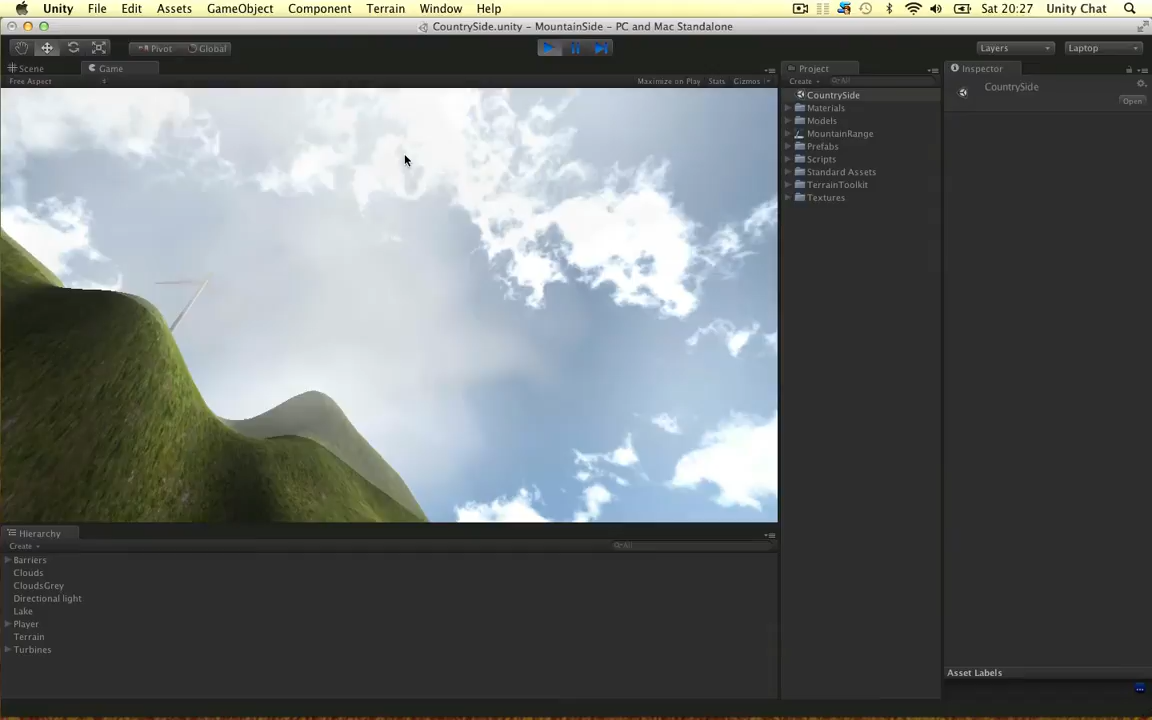 Unity File Edit Assets GameObject Component Terrain Window Help Sat 20:27 Unity Chat
CountrySide.unity - MountainSide - PC and Mac Standalone
Pivot Global Layers Laptop
Scene Game Project Inspector
Free Aspect Maximize on Play Stats Gizmos Create All
CountrySide
Open
CountrySide
Materials
Models
MountainRange
Prefabs
Scripts
Standard Assets
TerrainToolkit
Textures
Hierarchy
Create All
Barriers
Clouds
CloudsGrey
Directional light
Lake
Player
Terrain
Turbines
Asset Labels